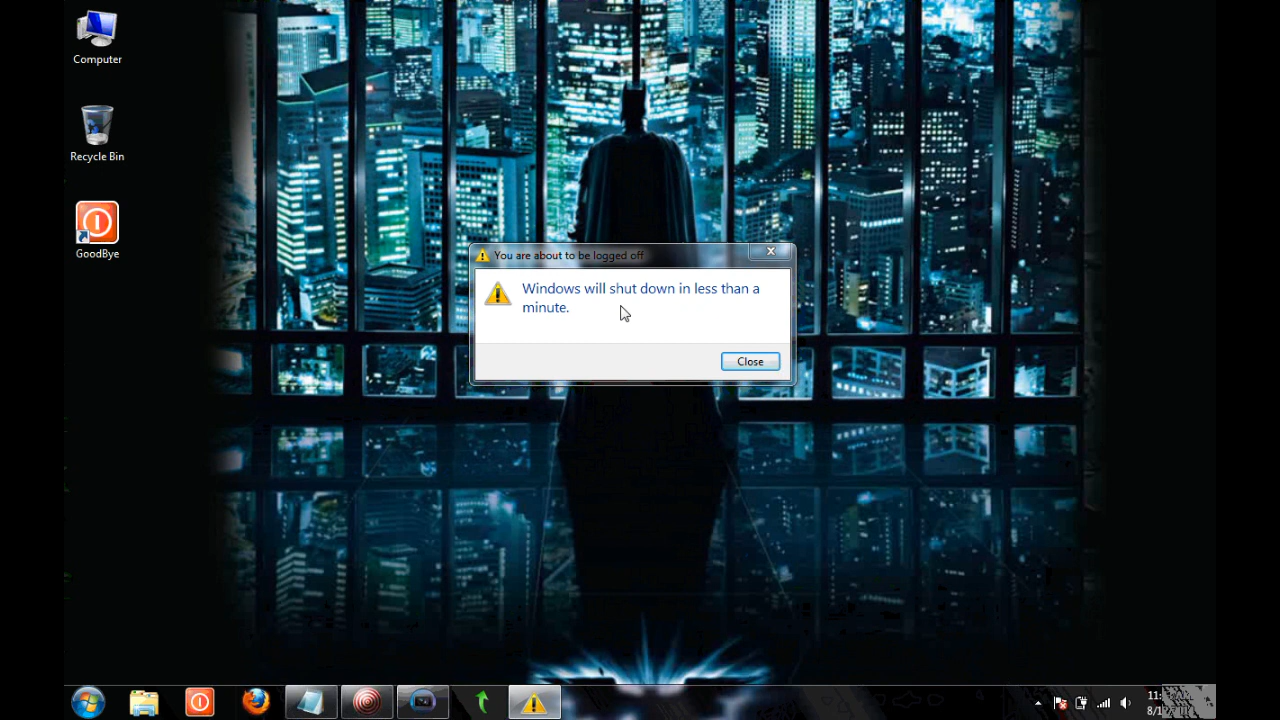 Computer
Recycle Bin
GoodBye
You are about to be logged off
Windows will shut down in less than a
minute.
Close